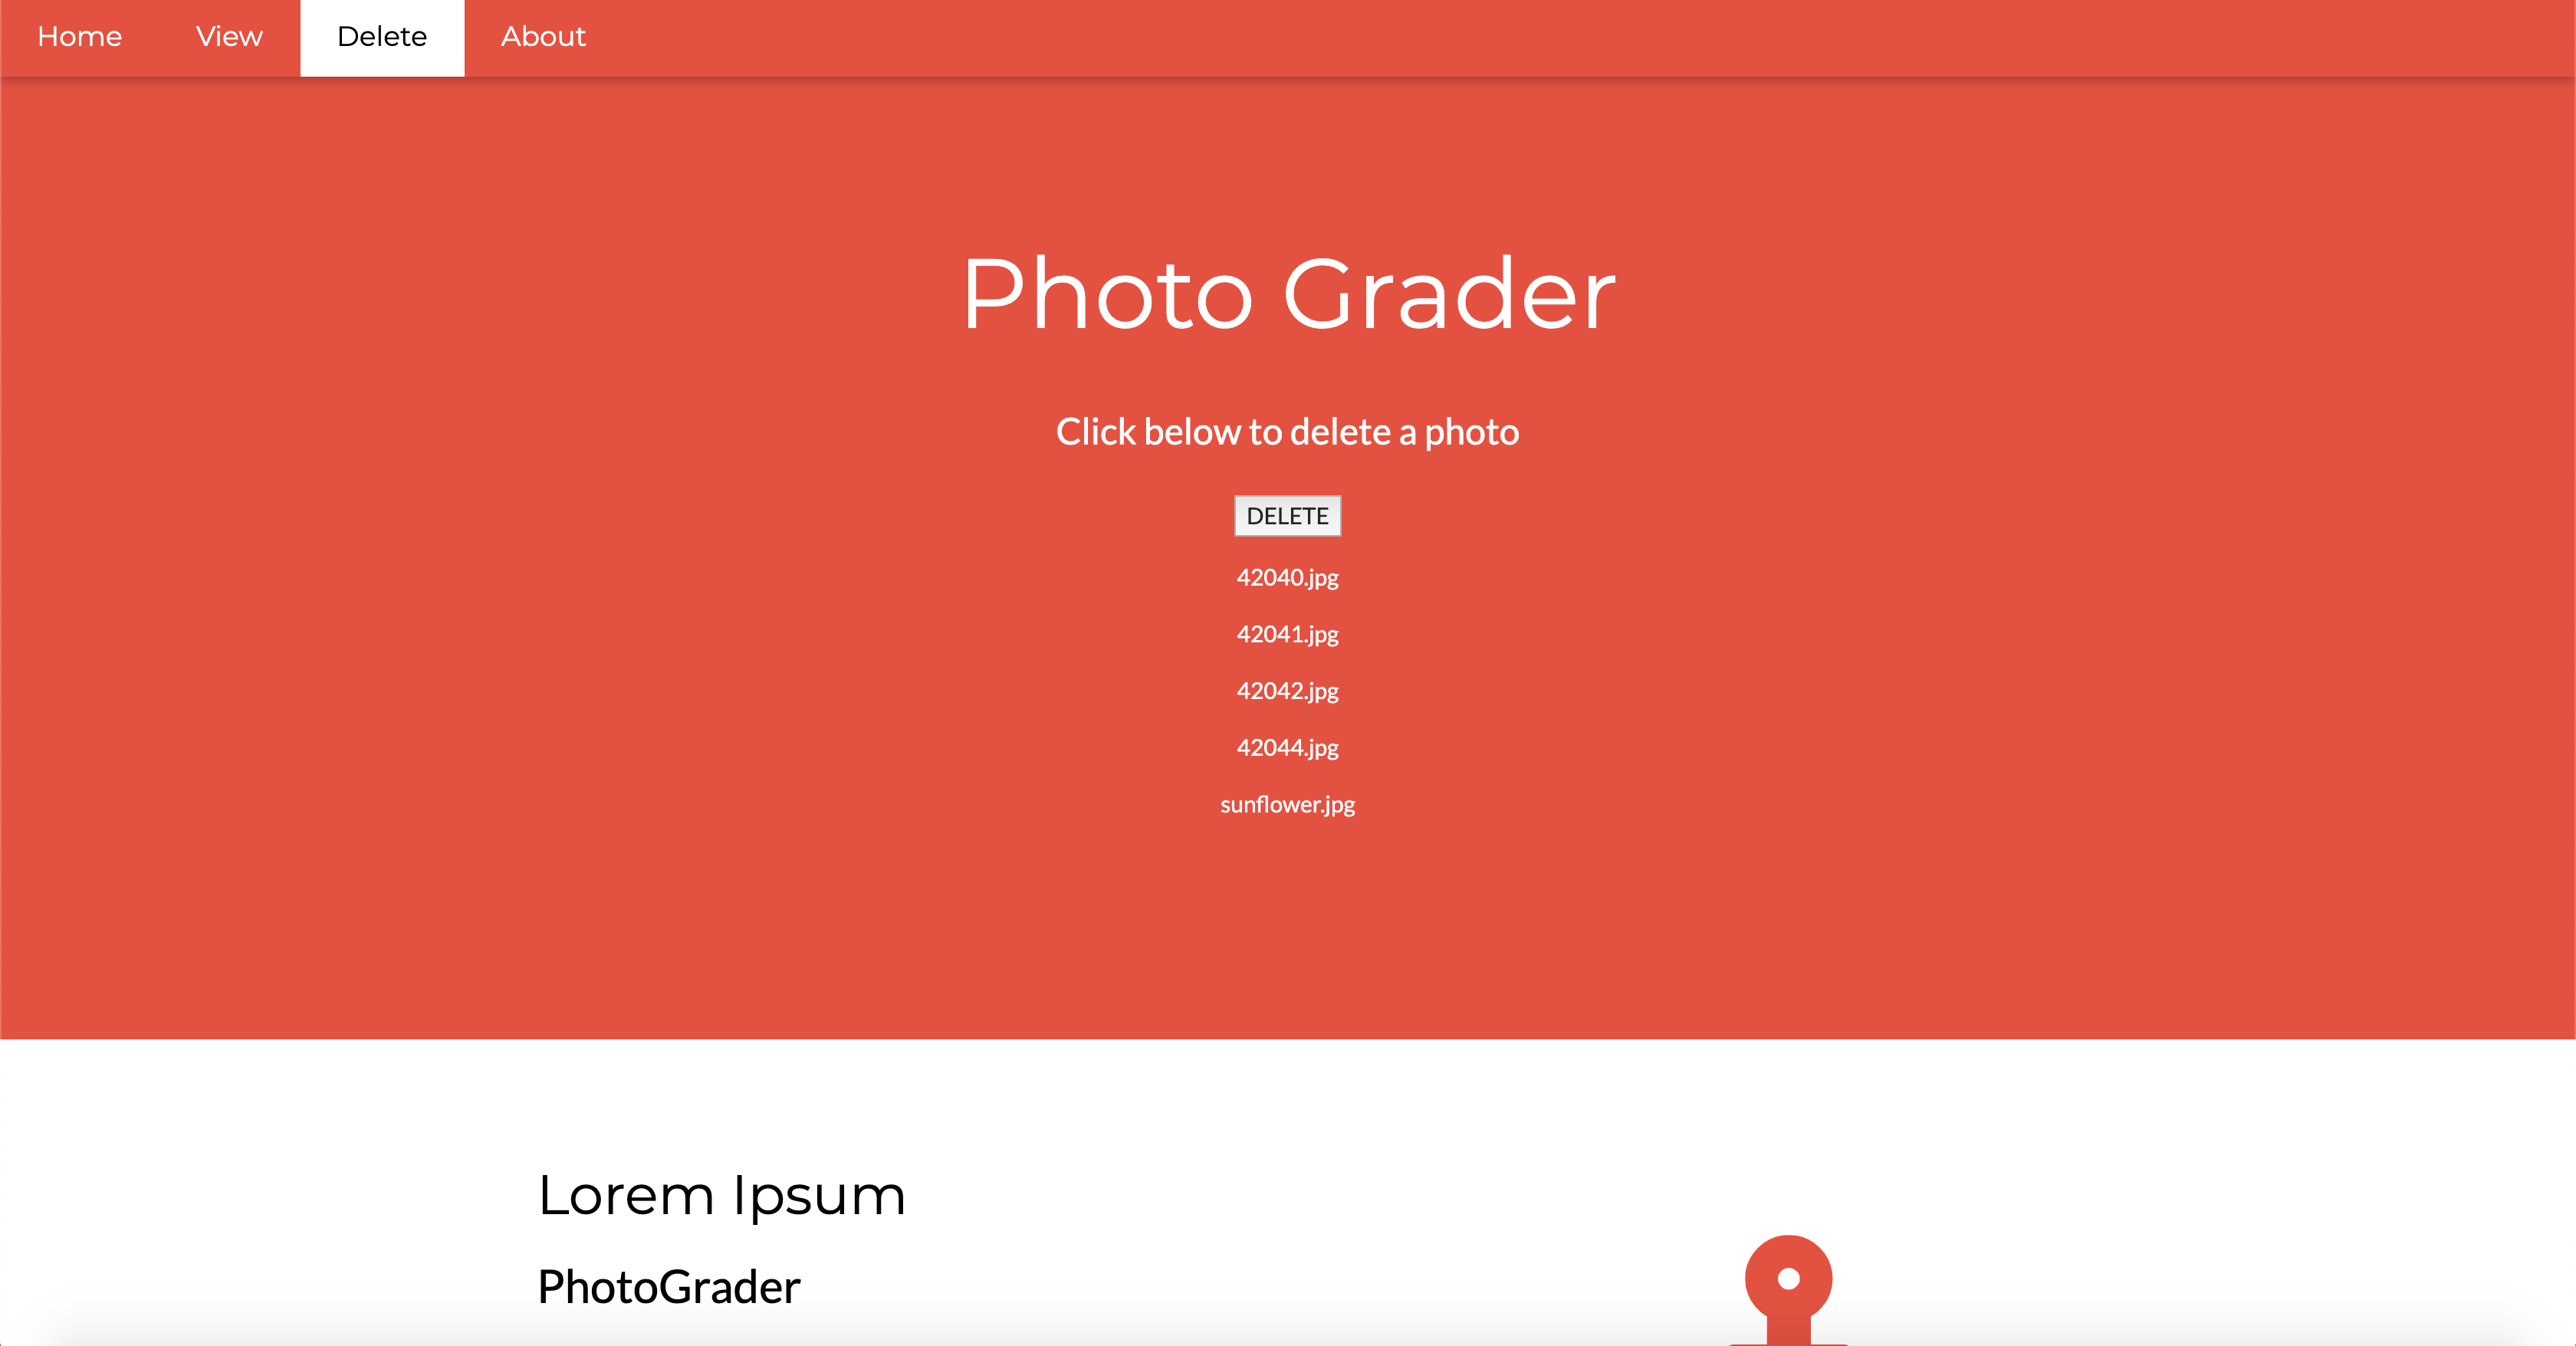 Home View Delete About
Photo Grader
Click below to delete a photo
DELETE
42040.jpg
42041.jpg
42042.jpg
42044.jpg
sunflower.jpg
Lorem Ipsum
PhotoGrader